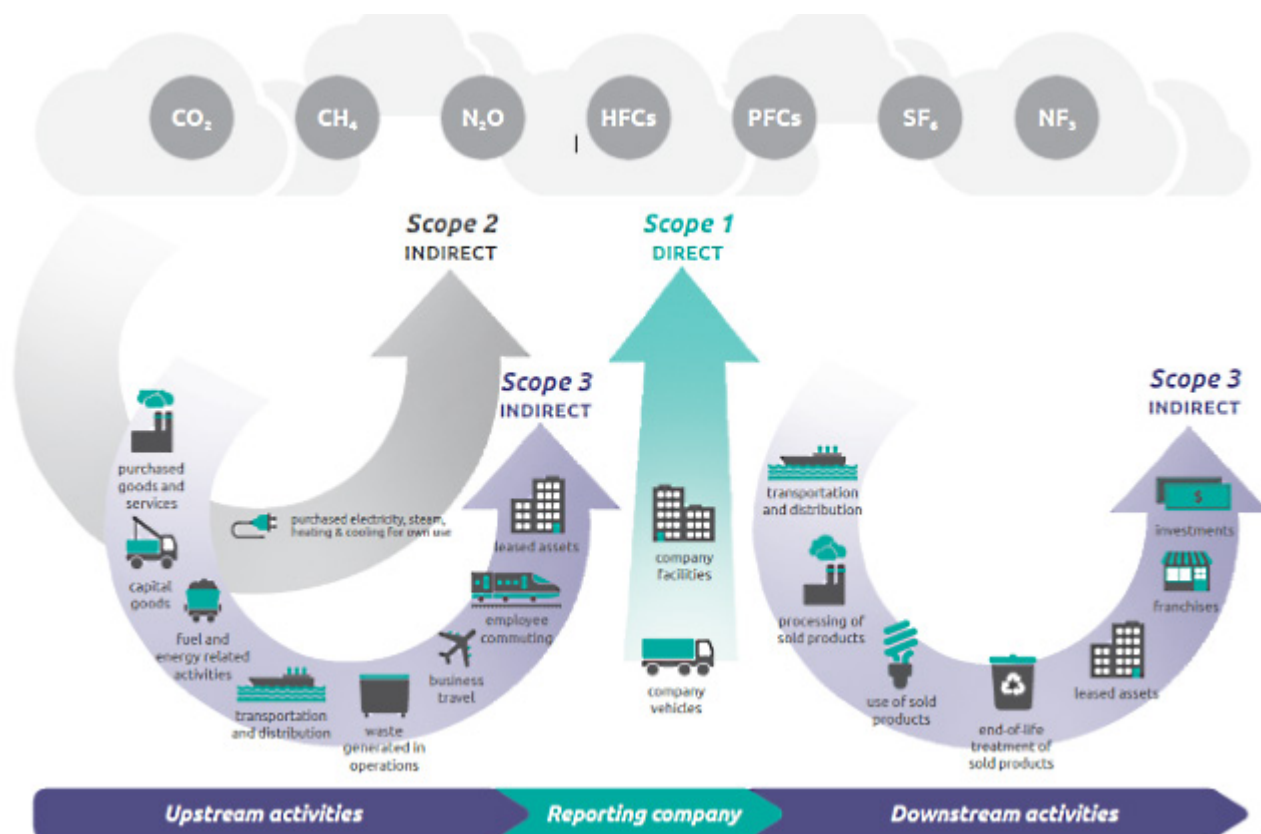 CO₂
CH₄
N₂O
HFCs
PFCs
SF₆
NF₃
Scope 2
INDIRECT
Scope 1
DIRECT
Scope 3
INDIRECT
Scope 3
INDIRECT
purchased
goods and
services
capital
goods
fuel and
energy related
activities
transportation
and distribution
waste
generated in
operations
business
travel
employee
commuting
leased assets
purchased electricity, steam,
heating & cooling for own use
company
facilities
company
vehicles
transportation
and distribution
processing of
sold products
use of sold
products
end-of-life
treatment of
sold products
leased assets
franchises
$
investments
Upstream activities
Reporting company
Downstream activities